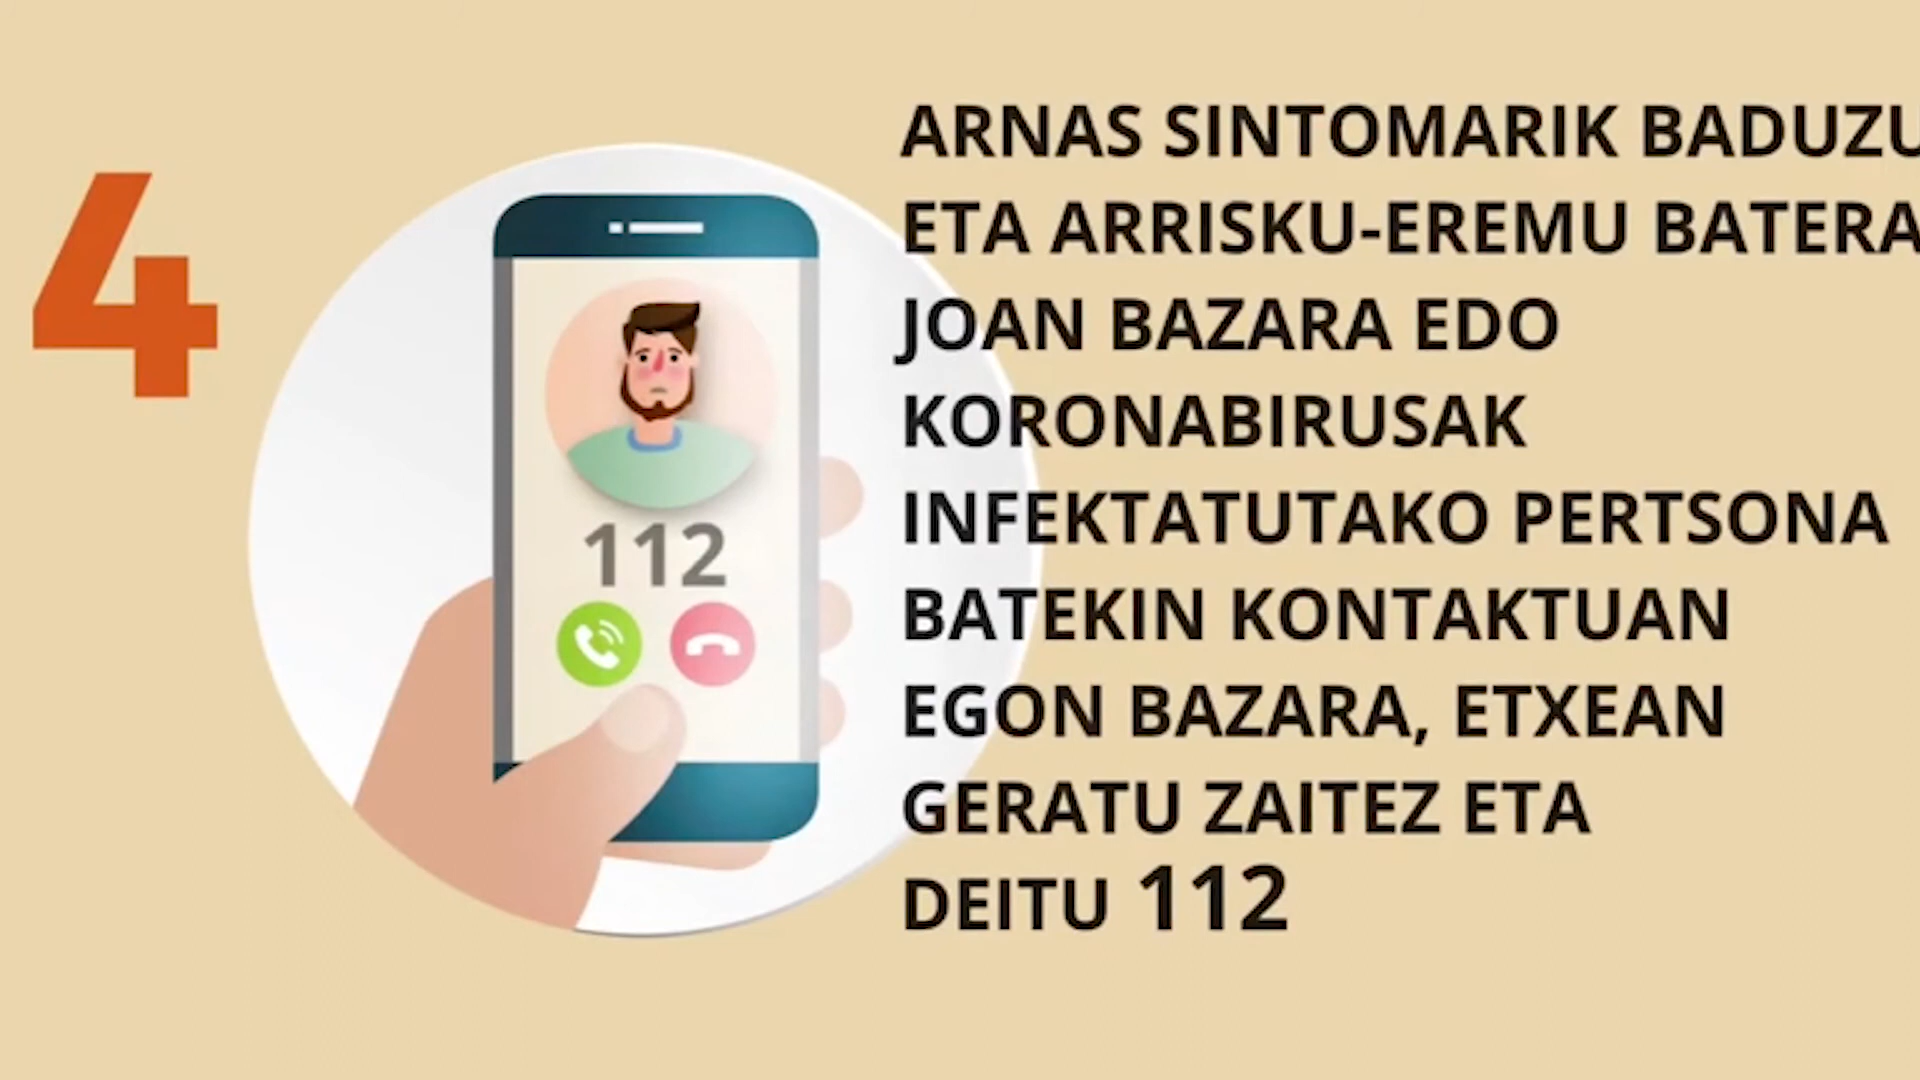 4
ARNAS SINTOMARIK BADUZU
ETA ARRISKU-EREMU BATERA
JOAN BAZARA EDO
KORONABIRUSAK
INFEKTATUTAKO PERTSONA
BATEKIN KONTAKTUAN
EGON BAZARA, ETXEAN
GERATU ZAITEZ ETA
DEITU 112
112